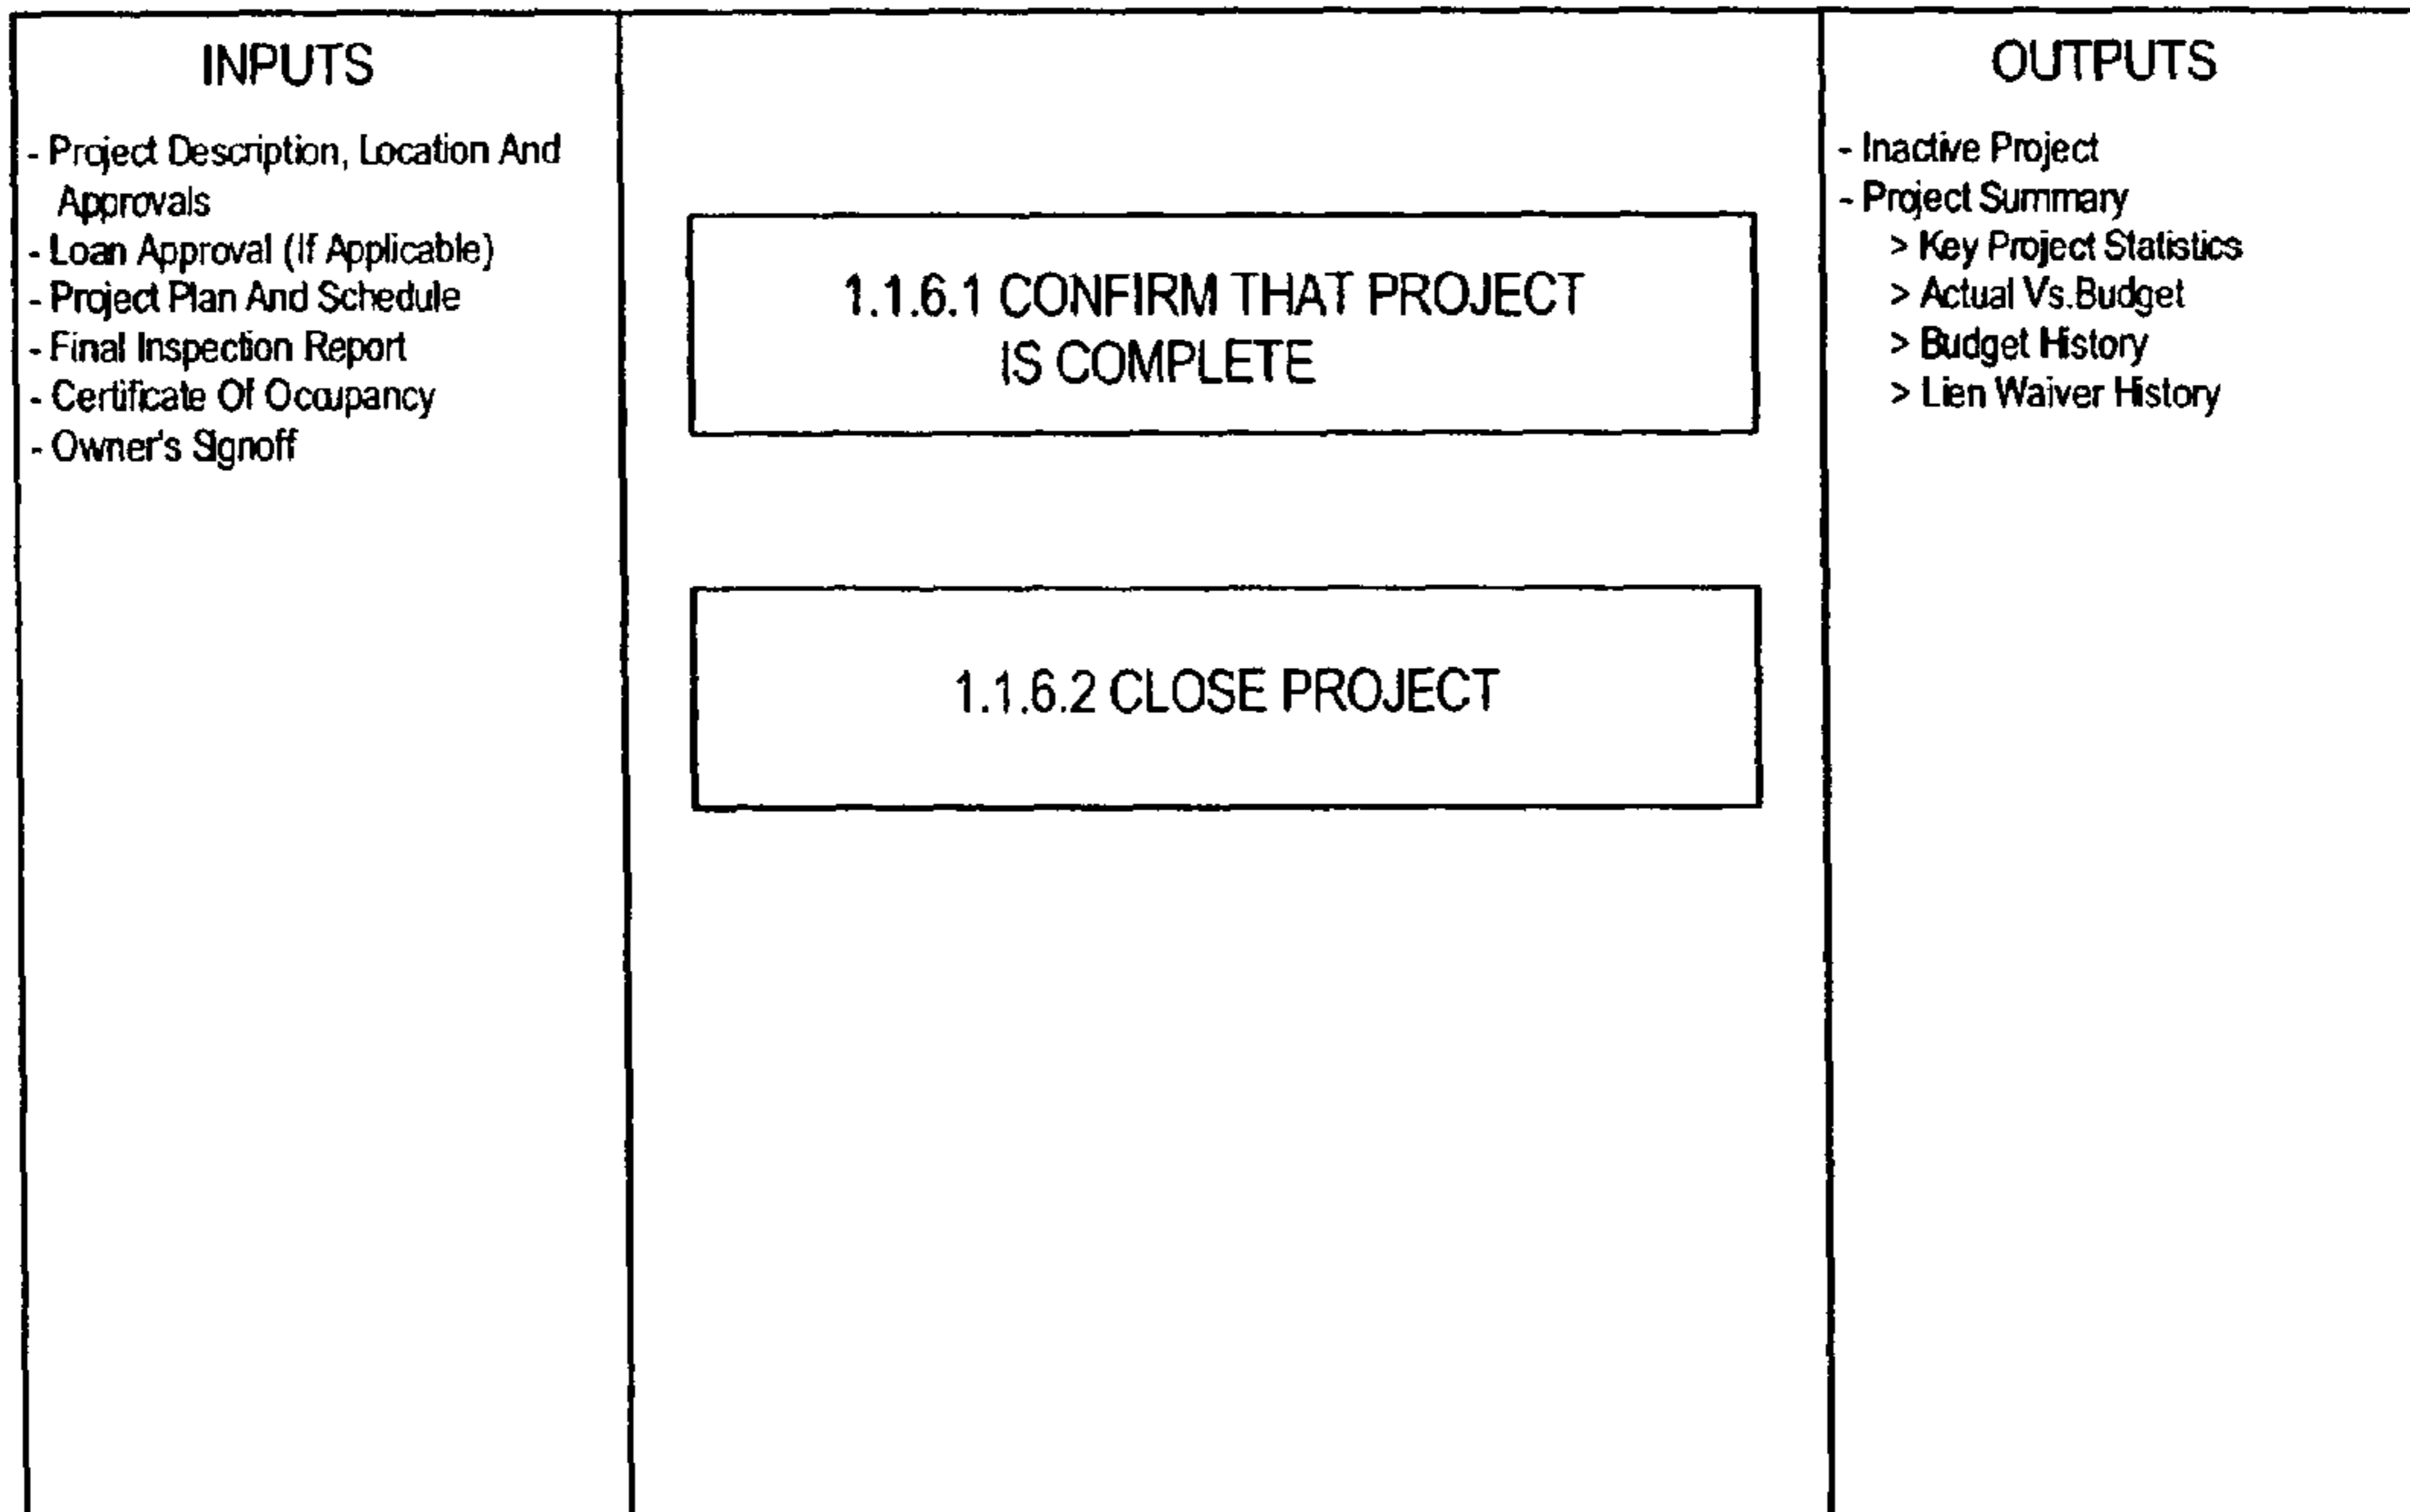 INPUTS
- Project Description, Location And
Approvals
- Loan Approval (If Applicable)
- Project Plan And Schedule
- Final Inspection Report
- Certificate Of Occupancy
- Owner's Signoff
1.1.6.1 CONFIRM THAT PROJECT
IS COMPLETE
1.1.6.2 CLOSE PROJECT
OUTPUTS
- Inactive Project
- Project Summary
> Key Project Statistics
> Actual Vs.Budget
> Budget History
> Lien Waiver History